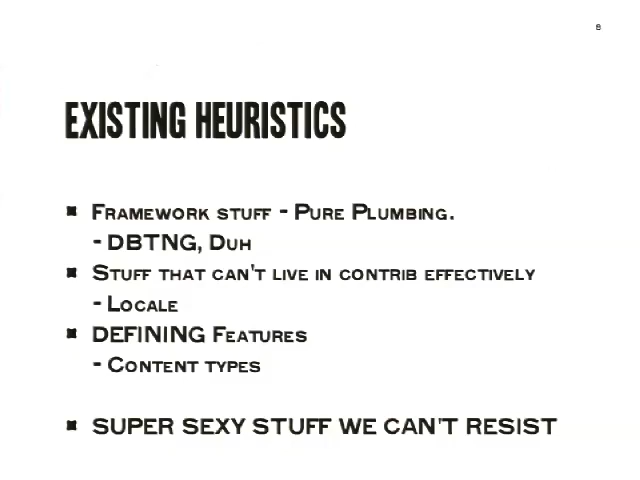 8
EXISTING HEURISTICS
Framework stuff - Pure Plumbing.
- DBTNG, Duh
Stuff that can't live in contrib effectively
- Locale
DEFINING Features
- Content types
SUPER SEXY STUFF WE CAN'T RESIST